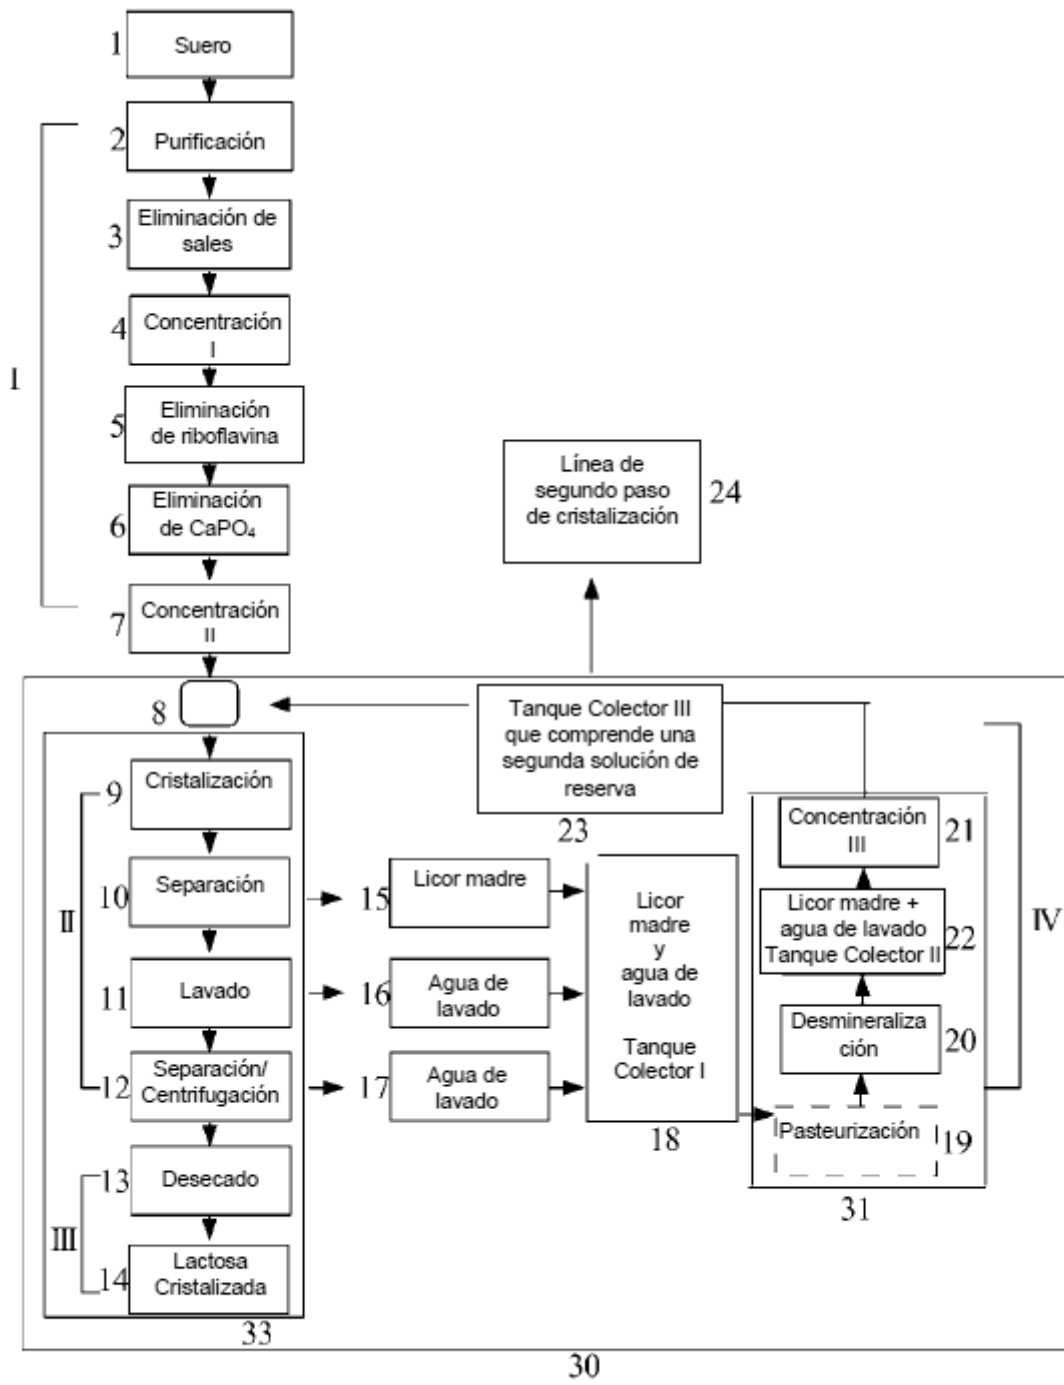 1
Suero
2
Purificación
3
Eliminación de
sales
4
Concentración
I
I
5
Eliminación
de riboflavina
6
Eliminación
de CaPO₄
7
Concentración
II
Línea de
segundo paso
de cristalización
24
8
Tanque Colector III
que comprende una
segunda solución de
reserva
23
9
Cristalización
10
Separación
II
11
Lavado
12
Separación/
Centrifugación
13
Desecado
III
14
Lactosa
Cristalizada
33
15
Licor madre
16
Agua de
lavado
17
Agua de
lavado
Licor
madre
y
agua de
lavado
Tanque
Colector I
18
Concentración
III
21
Licor madre +
agua de lavado
Tanque Colector II
22
IV
Desmineraliza
ción
20
Pasteurización
19
31
30